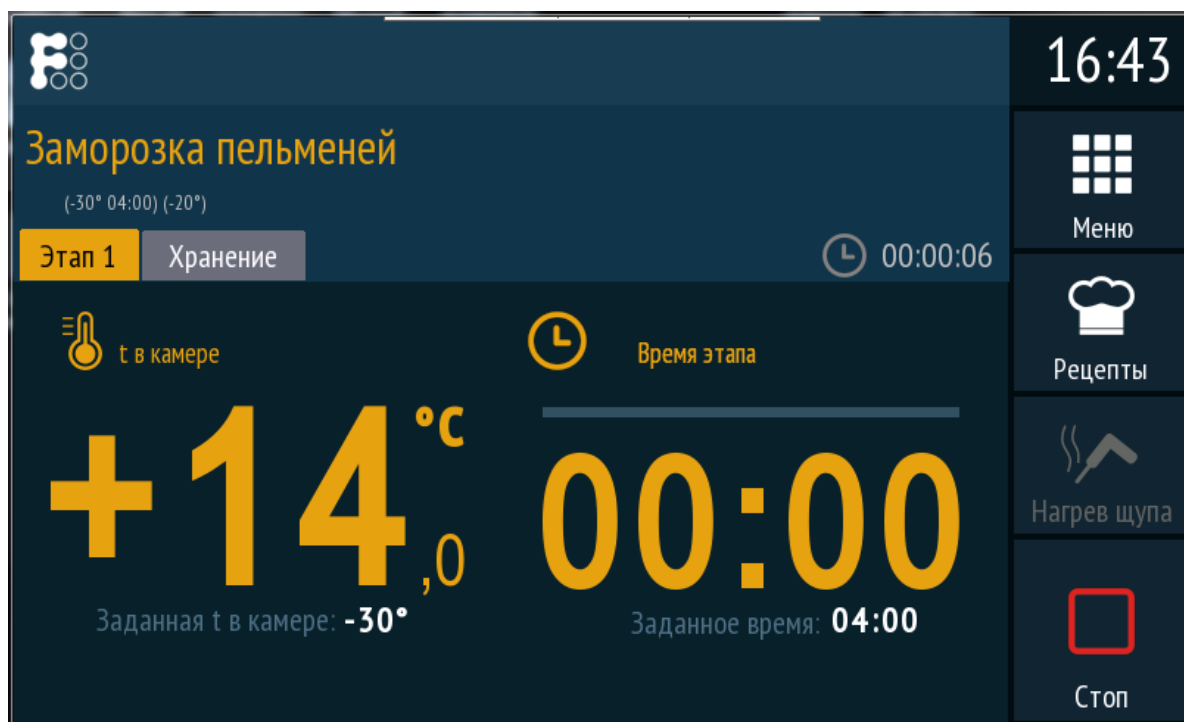 16:43
Заморозка пельменей
(-30° 04:00) (-20°)
Меню
Этап 1 Хранение 00:00:06
t в камере Время этапа
Рецепты
+14,0 °C 00:00
Нагрев щупа
Заданная t в камере: -30° Заданное время: 04:00
Стоп